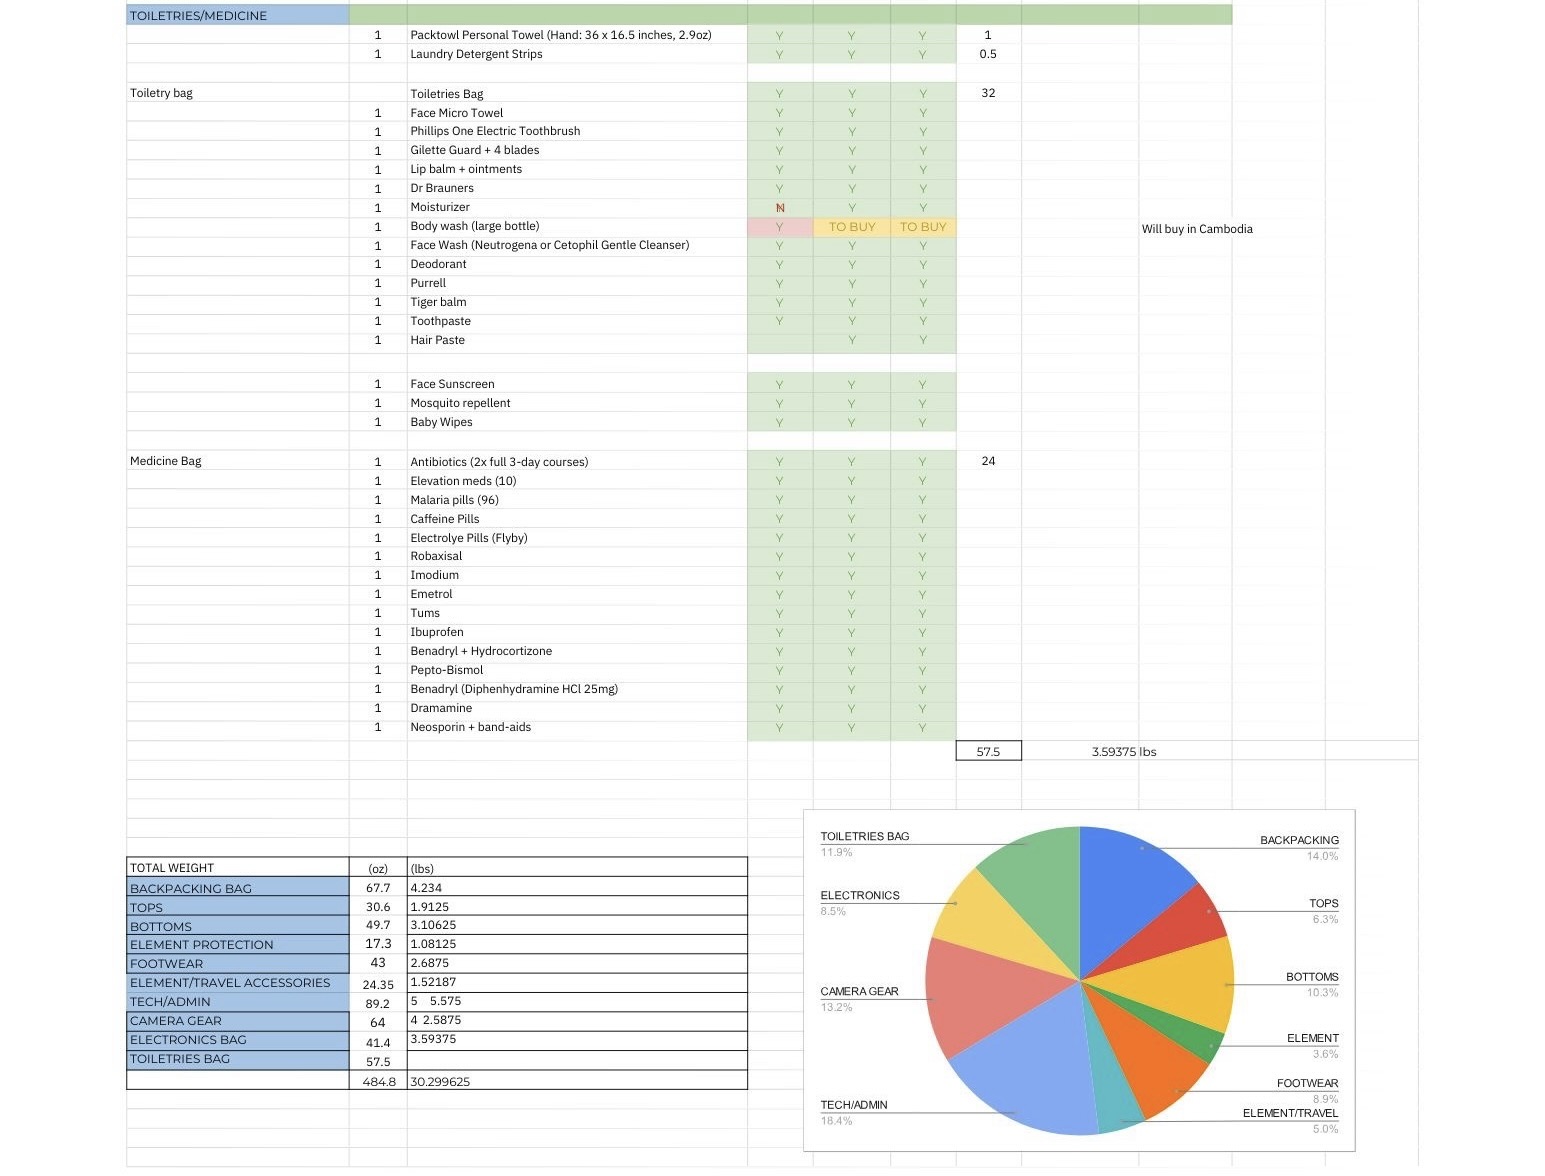 TOILETRIES/MEDICINE
1 Packtowl Personal Towel (Hand: 36 x 16.5 inches, 2.9oz) Y Y Y 1
1 Laundry Detergent Strips Y Y Y 0.5
Toiletry bag Toiletries Bag Y Y Y 32
1 Face Micro Towel Y Y Y
1 Phillips One Electric Toothbrush Y Y Y
1 Gilette Guard + 4 blades Y Y Y
1 Lip balm + ointments Y Y Y
1 Dr Brauners Y Y Y
1 Moisturizer N Y Y
1 Body wash (large bottle) Y TO BUY TO BUY Will buy in Cambodia
1 Face Wash (Neutrogena or Cetophil Gentle Cleanser) Y Y Y
1 Deodorant Y Y Y
1 Purrell Y Y Y
1 Tiger balm Y Y Y
1 Toothpaste Y Y Y
1 Hair Paste Y Y
1 Face Sunscreen Y Y Y
1 Mosquito repellent Y Y Y
1 Baby Wipes Y Y Y
Medicine Bag 1 Antibiotics (2x full 3-day courses) Y Y Y 24
1 Elevation meds (10) Y Y Y
1 Malaria pills (96) Y Y Y
1 Caffeine Pills Y Y Y
1 Electrolye Pills (Flyby) Y Y Y
1 Robaxisal Y Y Y
1 Imodium Y Y Y
1 Emetrol Y Y Y
1 Tums Y Y Y
1 Ibuprofen Y Y Y
1 Benadryl + Hydrocortizone Y Y Y
1 Pepto-Bismol Y Y Y
1 Benadryl (Diphenhydramine HCl 25mg) Y Y Y
1 Dramamine Y Y Y
1 Neosporin + band-aids Y Y Y
57.5 3.59375 lbs
TOTAL WEIGHT (oz) (lbs)
BACKPACKING BAG 67.7 4.234
TOPS 30.6 1.9125
BOTTOMS 49.7 3.10625
ELEMENT PROTECTION 17.3 1.08125
FOOTWEAR 43 2.6875
ELEMENT/TRAVEL ACCESSORIES 24.35 1.52187
TECH/ADMIN 89.2 5 5.575
CAMERA GEAR 64 4 2.5875
ELECTRONICS BAG 41.4 3.59375
TOILETRIES BAG 57.5
484.8 30.299625
TOILETRIES BAG
11.9%
ELECTRONICS
8.5%
CAMERA GEAR
13.2%
TECH/ADMIN
18.4%
BACKPACKING
14.0%
TOPS
6.3%
BOTTOMS
10.3%
ELEMENT
3.6%
FOOTWEAR
8.9%
ELEMENT/TRAVEL
5.0%